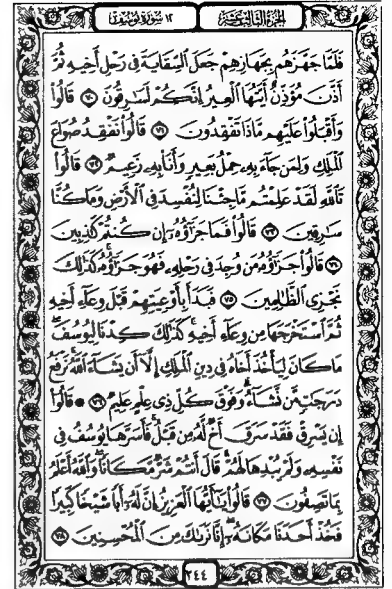 الجزء الثالث عشر ١٢ سورة يوسف
فَلَمَّا جَهَّزَهُم بِجَهَازِهِمْ جَعَلَ ٱلسِّقَايَةَ فِى رَحْلِ أَخِيهِ ثُمَّ
أَذَّنَ مُؤَذِّنٌ أَيَّتُهَا ٱلْعِيرُ إِنَّكُمْ لَسَٰرِقُونَ ٧٠ قَالُوا۟
وَأَقْبَلُوا۟ عَلَيْهِم مَّاذَا تَفْقِدُونَ ٧١ قَالُوا۟ نَفْقِدُ صُوَاعَ
ٱلْمَلِكِ وَلِمَن جَآءَ بِهِۦ حِمْلُ بَعِيرٍ وَأَنَا۠ بِهِۦ زَعِيمٌ ٧٢ قَالُوا۟
تَٱللَّهِ لَقَدْ عَلِمْتُم مَّا جِئْنَا لِنُفْسِدَ فِى ٱلْأَرْضِ وَمَا كُنَّا
سَٰرِقِينَ ٧٣ قَالُوا۟ فَمَا جَزَٰٓؤُهُۥٓ إِن كُنتُمْ كَٰذِبِينَ
٧٤ قَالُوا۟ جَزَٰٓؤُهُۥ مَن وُجِدَ فِى رَحْلِهِۦ فَهُوَ جَزَٰٓؤُهُۥ كَذَٰلِكَ
نَجْزِى ٱلظَّٰلِمِينَ ٧٥ فَبَدَأَ بِأَوْعِيَتِهِمْ قَبْلَ وِعَآءِ أَخِيهِ
ثُمَّ ٱسْتَخْرَجَهَا مِن وِعَآءِ أَخِيهِ كَذَٰلِكَ كِدْنَا لِيُوسُفَ
مَا كَانَ لِيَأْخُذَ أَخَاهُ فِى دِينِ ٱلْمَلِكِ إِلَّآ أَن يَشَآءَ ٱللَّهُ نَرْفَعُ
دَرَجَٰتٍ مَّن نَّشَآءُ وَفَوْقَ كُلِّ ذِى عِلْمٍ عَلِيمٌ ٧٦ قَالُوٓا۟
إِن يَسْرِقْ فَقَدْ سَرَقَ أَخٌ لَّهُۥ مِن قَبْلُ فَأَسَرَّهَا يُوسُفُ فِى
نَفْسِهِۦ وَلَمْ يُبْدِهَا لَهُمْ قَالَ أَنتُمْ شَرٌّ مَّكَانًا وَٱللَّهُ أَعْلَمُ
بِمَا تَصِفُونَ ٧٧ قَالُوا۟ يَٰٓأَيُّهَا ٱلْعَزِيزُ إِنَّ لَهُۥٓ أَبًا شَيْخًا كَبِيرًا
فَخُذْ أَحَدَنَا مَكَانَهُۥٓ إِنَّا نَرَىٰكَ مِنَ ٱلْمُحْسِنِينَ ٧٨
٢٤٤